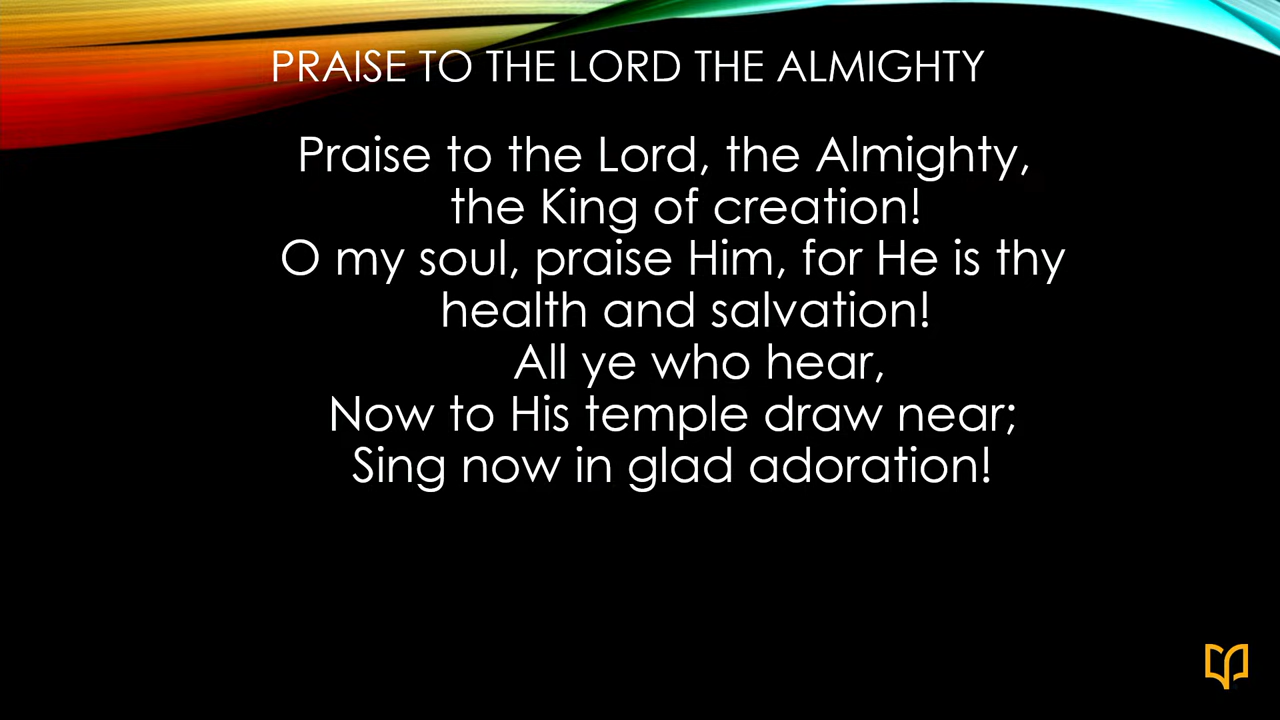 PRAISE TO THE LORD THE ALMIGHTY
Praise to the Lord, the Almighty,
the King of creation!
O my soul, praise Him, for He is thy
health and salvation!
All ye who hear,
Now to His temple draw near;
Sing now in glad adoration!